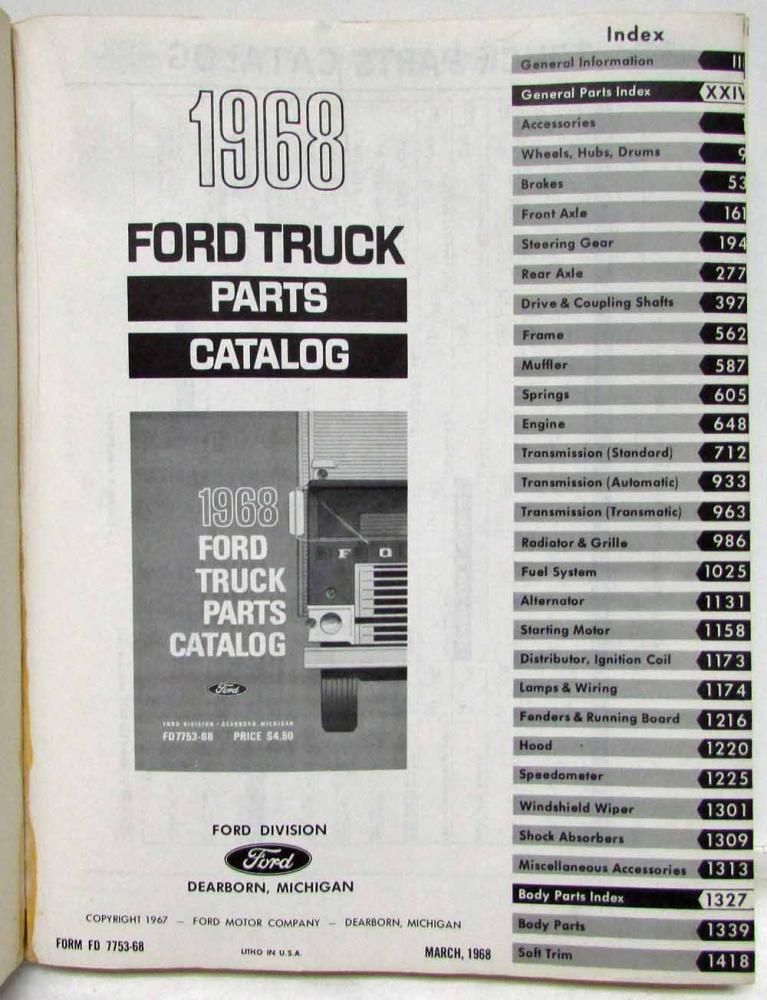 1968
FORD TRUCK
PARTS
CATALOG
1968
FORD
TRUCK
PARTS
CATALOG
F O
Ford
FORD DIVISION - DEARBORN MICHIGAN
FD7753-68 PRICE $4.50
FORD DIVISION
Ford
DEARBORN, MICHIGAN
COPYRIGHT 1967 — FORD MOTOR COMPANY — DEARBORN, MICHIGAN
FORM FD 7753-68 LITHO IN U.S.A. MARCH, 1968
Index
General Information III
General Parts Index XXIV
Accessories
Wheels, Hubs, Drums 9
Brakes 53
Front Axle 161
Steering Gear 194
Rear Axle 277
Drive & Coupling Shafts 397
Frame 562
Muffler 587
Springs 605
Engine 648
Transmission (Standard) 712
Transmission (Automatic) 933
Transmission (Transmatic) 963
Radiator & Grille 986
Fuel System 1025
Alternator 1131
Starting Motor 1158
Distributor, Ignition Coil 1173
Lamps & Wiring 1174
Fenders & Running Board 1216
Hood 1220
Speedometer 1225
Windshield Wiper 1301
Shock Absorbers 1309
Miscellaneous Accessories 1313
Body Parts Index 1327
Body Parts 1339
Soft Trim 1418